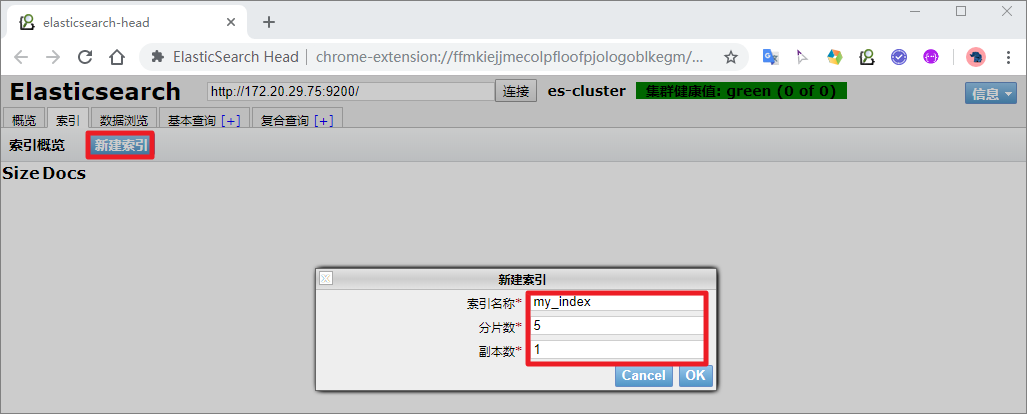 elasticsearch-head
ElasticSearch Head | chrome-extension://ffmkiejjmecolpfloofpjologoblkegm/...
Elasticsearch http://172.20.29.75:9200/ 连接 es-cluster 集群健康值: green (0 of 0) 信息
概览 索引 数据浏览 基本查询 [+] 复合查询 [+]
索引概览 新建索引
Size Docs
新建索引
索引名称* my_index
分片数* 5
副本数* 1
Cancel OK